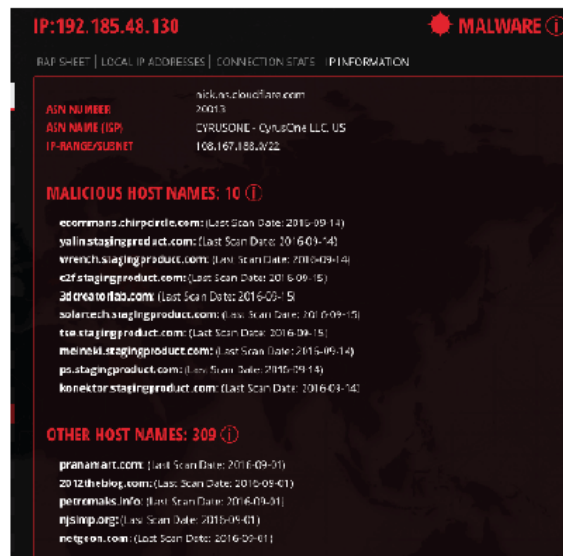 IP:192.185.48.130
MALWARE ⓘ
RAP SHEET | LOCAL IP ADDRESSES | CONNECTION STATS IP INFORMATION
nick.ns.cloudflare.com
ASN NUMBER 20013
ASN NAME (ISP) CYRUSONE - CyrusOne LLC, US
IP-RANGE/SUBNET 108.167.188.0/22
MALICIOUS HOST NAMES: 10 ⓘ
ecommans.chirpcircle.com: (Last Scan Date: 2016-09-14)
yalin.stagingproduct.com: (Last Scan Date: 2016-09-14)
wrench.stagingproduct.com: (Last Scan Date: 2016-09-14)
c2f.stagingproduct.com: (Last Scan Date: 2016-09-15)
3dcreatorlab.com: (Last Scan Date: 2016-09-15)
solartech.stagingproduct.com: (Last Scan Date: 2016-09-15)
tse.stagingproduct.com: (Last Scan Date: 2016-09-15)
meineki.stagingproduct.com: (Last Scan Date: 2016-09-14)
ps.stagingproduct.com: (Last Scan Date: 2016-09-14)
konektor.stagingproduct.com: (Last Scan Date: 2016-09-14)
OTHER HOST NAMES: 309 ⓘ
pranamart.com: (Last Scan Date: 2016-09-01)
2012theblog.com: (Last Scan Date: 2016-09-01)
petromaks.info: (Last Scan Date: 2016-09-01)
njsimp.org: (Last Scan Date: 2016-09-01)
netgeon.com: (Last Scan Date: 2016-09-01)